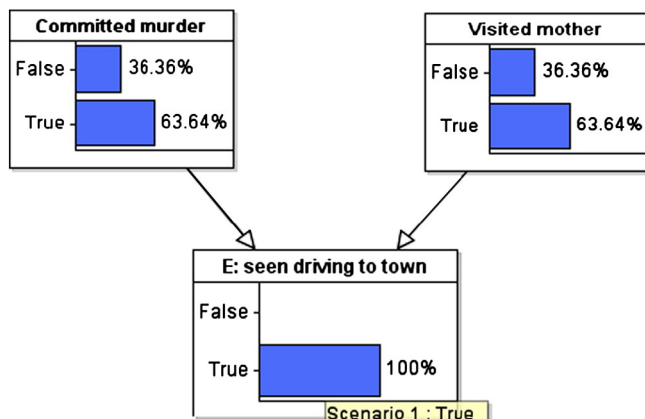 Committed murder
False
36.36%
True
63.64%
Visited mother
False
36.36%
True
63.64%
E: seen driving to town
False
True
100%
Scenario 1 : True